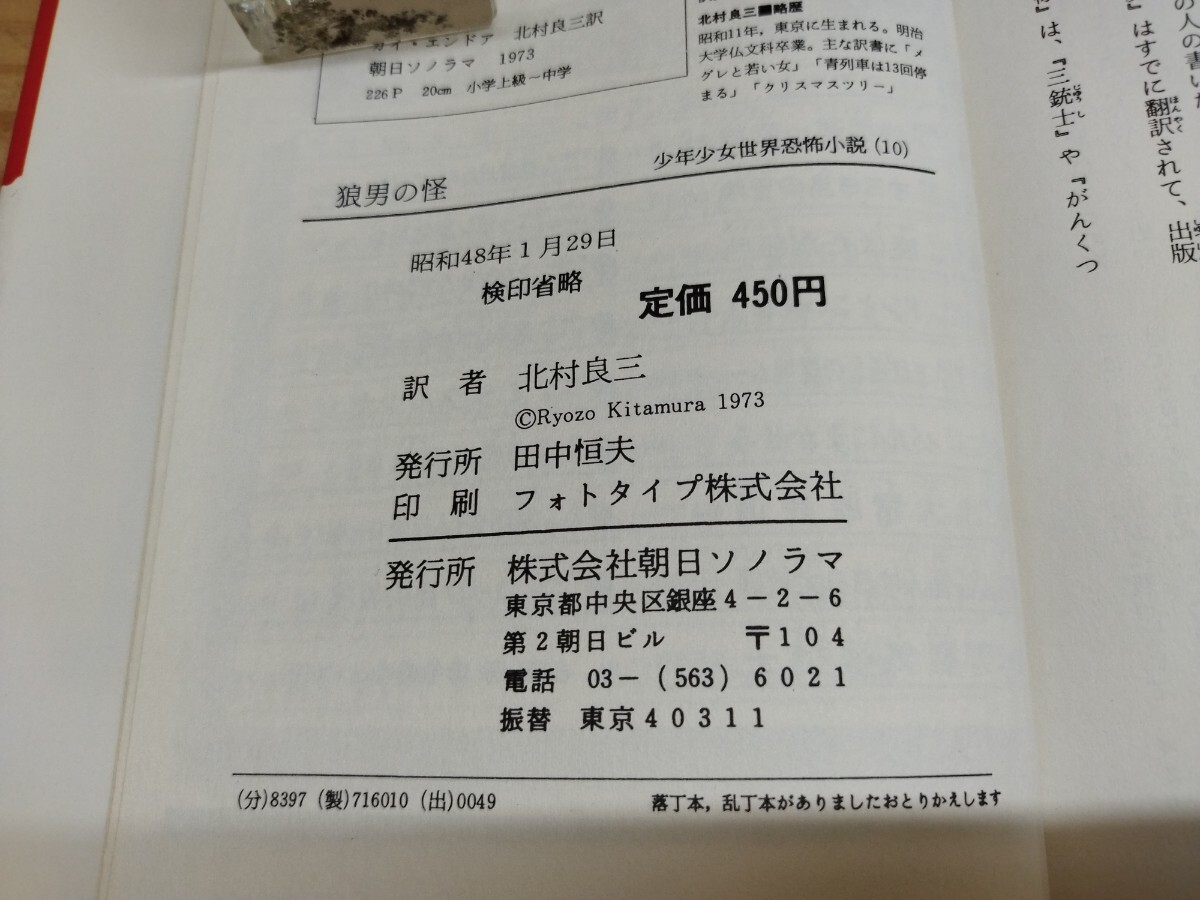 ガイ・エンドア 北村良三訳
朝日ソノラマ 1973
226P 20cm 小学上級～中学
北村良三■略歴
昭和11年，東京に生まれる。明治
大学仏文科卒業。主な訳書に「メ
グレと若い女」「青列車は13回停
まる」「クリスマスツリー」
少年少女世界恐怖小説(10)
狼男の怪
昭和48年1月29日
検印省略
定価 450円
訳者 北村良三
©Ryozo Kitamura 1973
発行所 田中恒夫
印刷 フォトタイプ株式会社
発行所 株式会社朝日ソノラマ
東京都中央区銀座4－2－6
第2朝日ビル 〒104
電話 03－(563)6021
振替 東京40311
(分)8397 (製)716010 (出)0049
落丁本，乱丁本がありましたおとりかえします
の人の書いた
』はすでに翻訳されて、出版
』は、『三銃士』や『がんくつ